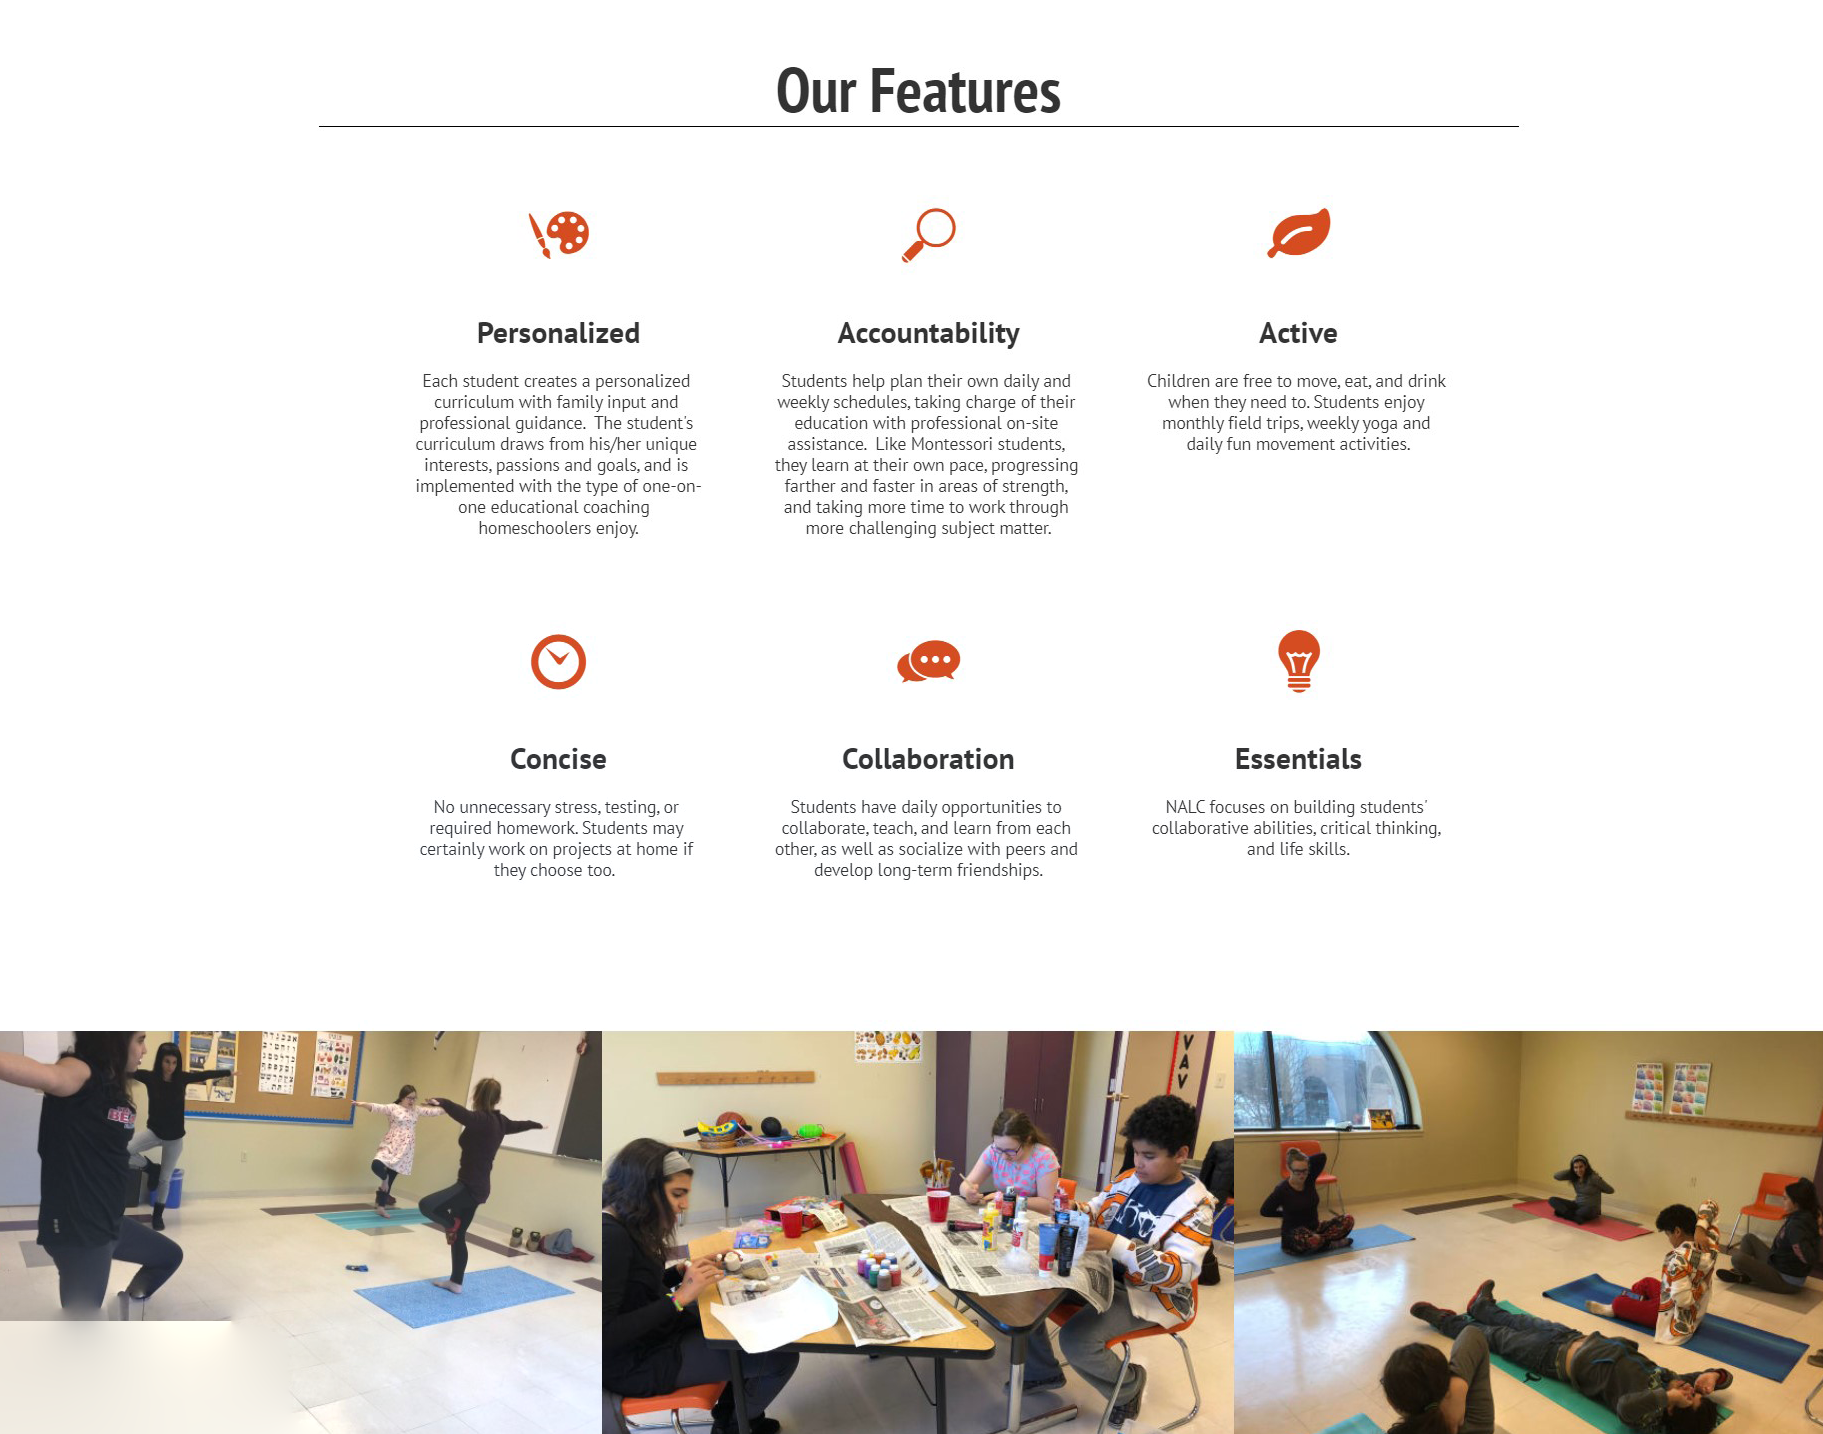 Our Features
Personalized
Each student creates a personalized
curriculum with family input and
professional guidance.  The student's
curriculum draws from his/her unique
interests, passions and goals, and is
implemented with the type of one-on-
one educational coaching
homeschoolers enjoy.
Accountability
Students help plan their own daily and
weekly schedules, taking charge of their
education with professional on-site
assistance.  Like Montessori students,
they learn at their own pace, progressing
farther and faster in areas of strength,
and taking more time to work through
more challenging subject matter.
Active
Children are free to move, eat, and drink
when they need to. Students enjoy
monthly field trips, weekly yoga and
daily fun movement activities.
Concise
No unnecessary stress, testing, or
required homework. Students may
certainly work on projects at home if
they choose too.
Collaboration
Students have daily opportunities to
collaborate, teach, and learn from each
other, as well as socialize with peers and
develop long-term friendships.
Essentials
NALC focuses on building students'
collaborative abilities, critical thinking,
and life skills.
VAV